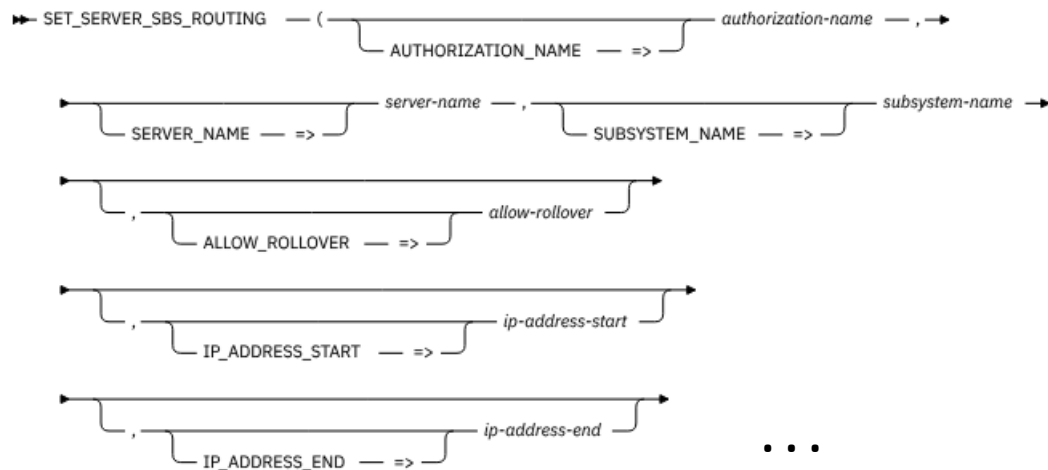 SET_SERVER_SBS_ROUTING — ( authorization-name — ,
AUTHORIZATION_NAME — =>
server-name — , subsystem-name
SERVER_NAME — => SUBSYSTEM_NAME — =>
, allow-rollover
ALLOW_ROLLOVER — =>
, ip-address-start
IP_ADDRESS_START — =>
, ip-address-end
IP_ADDRESS_END — =>
. . .